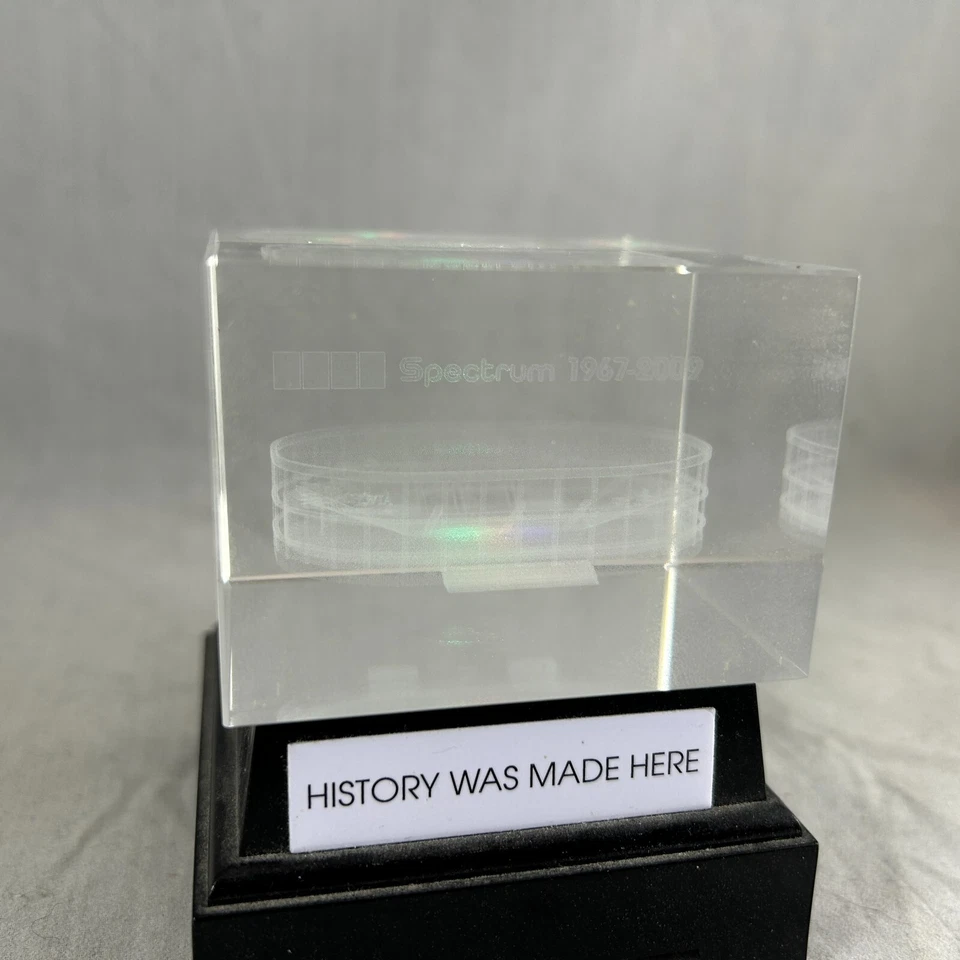 Spectrum 1967-2009
HISTORY WAS MADE HERE